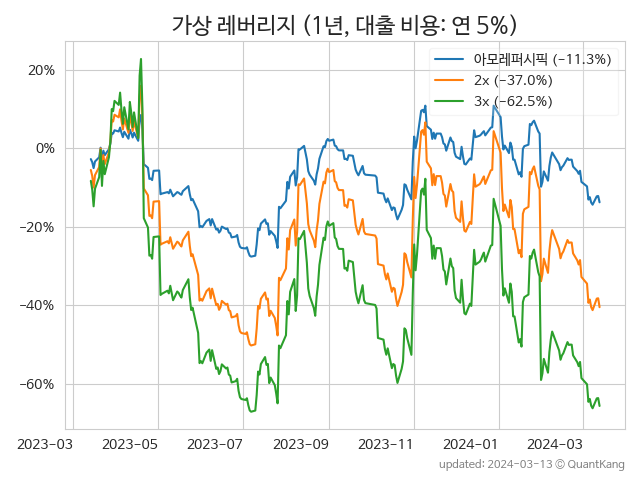 가상 레버리지 (1년, 대출 비용: 연 5%)
아모레퍼시픽 (−11.3%)
2x (−37.0%)
3x (−62.5%)
20%
0%
−20%
−40%
−60%
2023-03 2023-05 2023-07 2023-09 2023-11 2024-01 2024-03
updated: 2024-03-13 © QuantKang